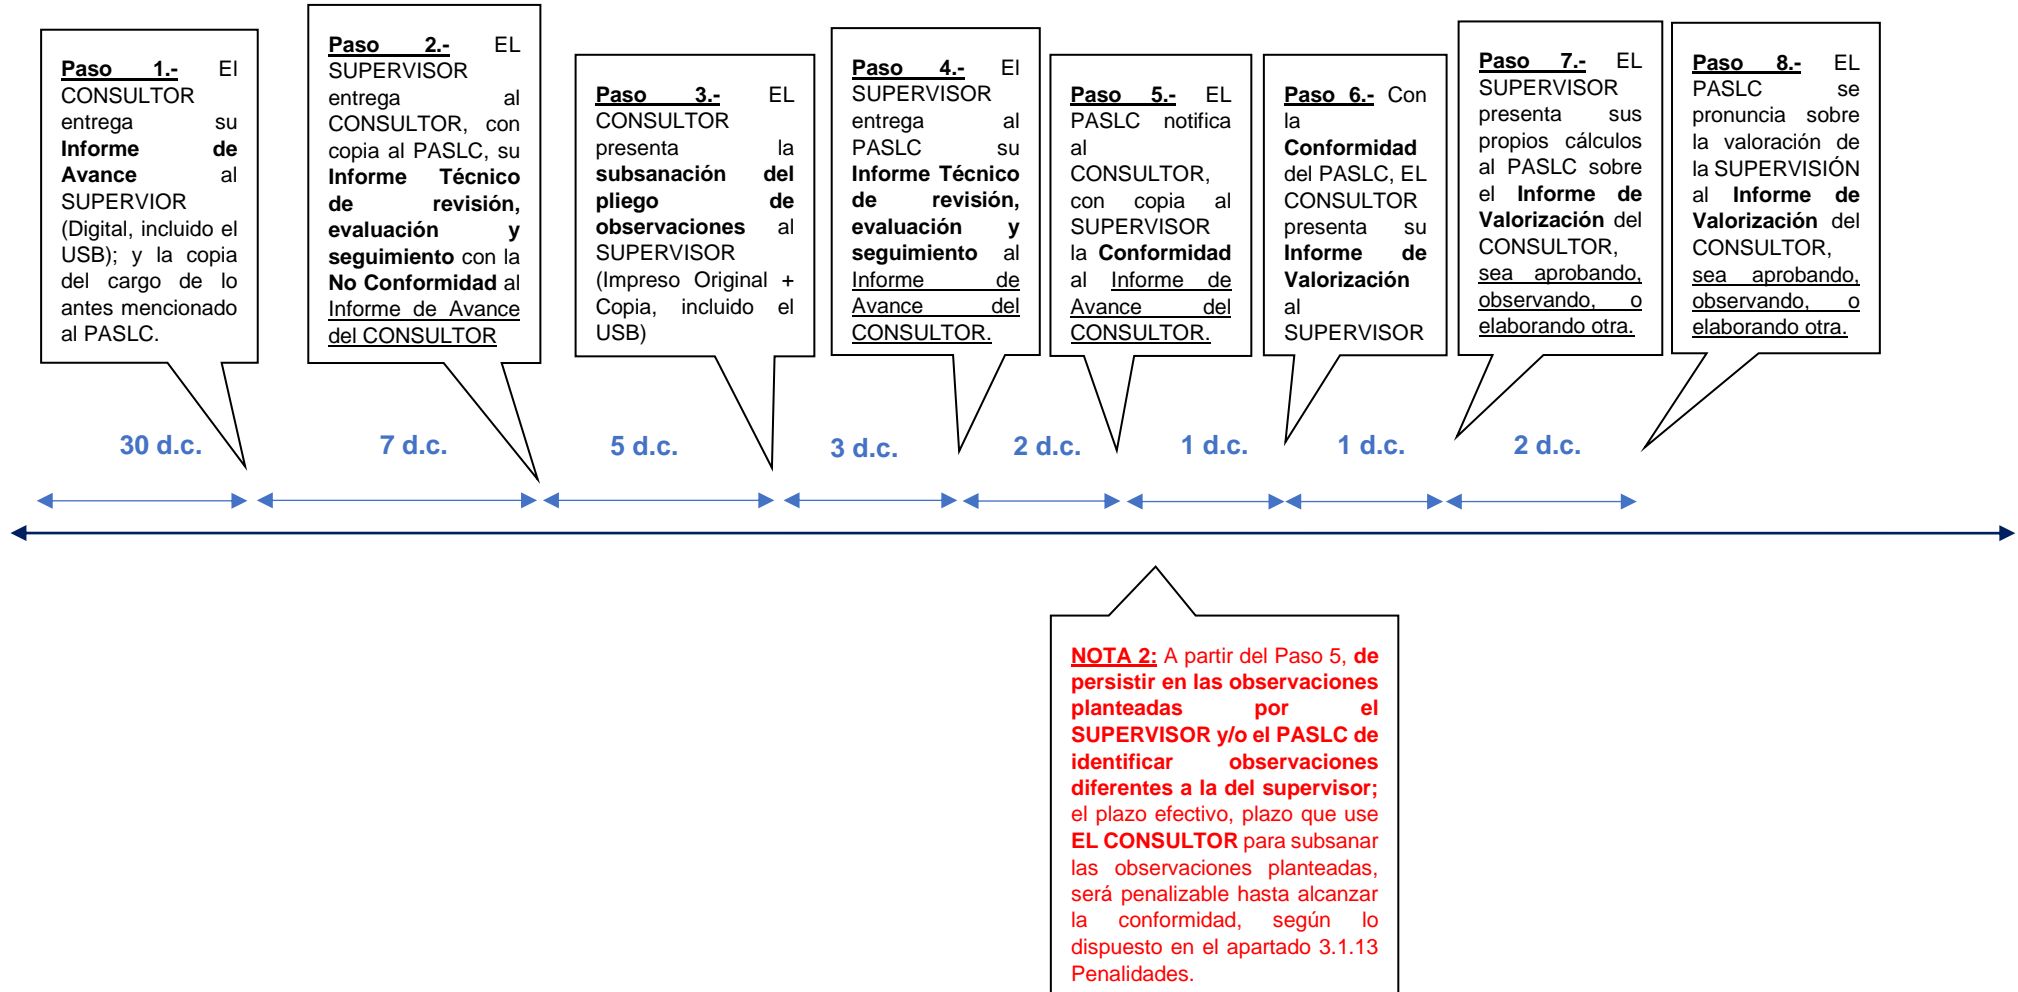 Paso 1.- El
CONSULTOR
entrega su
Informe de
Avance al
SUPERVIOR
(Digital, incluido el
USB); y la copia
del cargo de lo
antes mencionado
al PASLC.
Paso 2.- EL
SUPERVISOR
entrega al
CONSULTOR, con
copia al PASLC, su
Informe Técnico
de revisión,
evaluación y
seguimiento con la
No Conformidad al
Informe de Avance
del CONSULTOR
Paso 3.- EL
CONSULTOR
presenta la
subsanación del
pliego de
observaciones al
SUPERVISOR
(Impreso Original +
Copia, incluido el
USB)
Paso 4.- El
SUPERVISOR
entrega al
PASLC su
Informe Técnico
de revisión,
evaluación y
seguimiento al
Informe de
Avance del
CONSULTOR.
Paso 5.- EL
PASLC notifica
al
CONSULTOR,
con copia al
SUPERVISOR
la Conformidad
al Informe de
Avance del
CONSULTOR.
Paso 6.- Con
la
Conformidad
del PASLC, EL
CONSULTOR
presenta su
Informe de
Valorización
al
SUPERVISOR
Paso 7.- EL
SUPERVISOR
presenta sus
propios cálculos
al PASLC sobre
el Informe de
Valorización del
CONSULTOR,
sea aprobando,
observando, o
elaborando otra.
Paso 8.- EL
PASLC se
pronuncia sobre
la valoración de
la SUPERVISIÓN
al Informe de
Valorización del
CONSULTOR,
sea aprobando,
observando, o
elaborando otra.
30 d.c.
7 d.c.
5 d.c.
3 d.c.
2 d.c.
1 d.c.
1 d.c.
2 d.c.
NOTA 2: A partir del Paso 5, de
persistir en las observaciones
planteadas por el
SUPERVISOR y/o el PASLC de
identificar observaciones
diferentes a la del supervisor;
el plazo efectivo, plazo que use
EL CONSULTOR para subsanar
las observaciones planteadas,
será penalizable hasta alcanzar
la conformidad, según lo
dispuesto en el apartado 3.1.13
Penalidades.